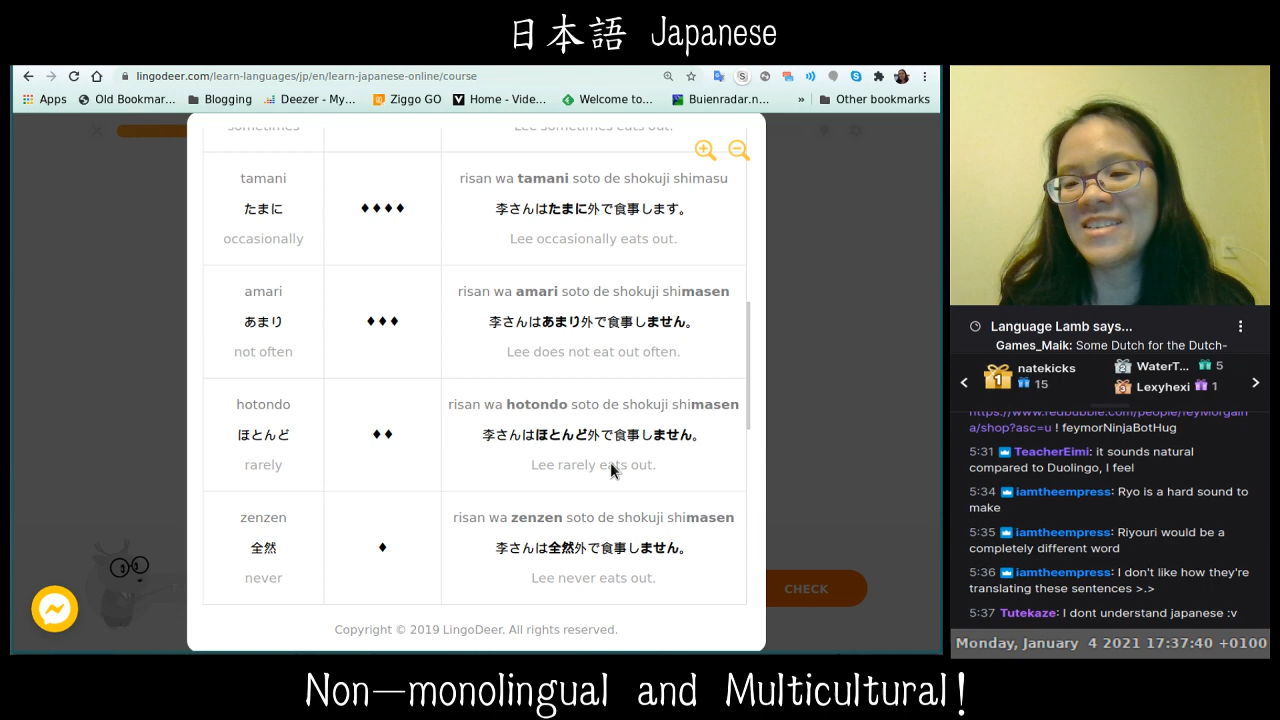 日本語 Japanese
lingodeer.com/learn-languages/jp/en/learn-japanese-online/course
Apps Old Bookmar... Blogging Deezer - My... Ziggo GO Home - Vide... Welcome to... Buienradar.n... » Other bookmarks
sometimes Lee sometimes eats out.
tamani risan wa tamani soto de shokuji shimasu
たまに ♦♦♦♦ 李さんはたまに外で食事します。
occasionally Lee occasionally eats out.
amari risan wa amari soto de shokuji shimasen
あまり ♦♦♦ 李さんはあまり外で食事しません。
not often Lee does not eat out often.
hotondo risan wa hotondo soto de shokuji shimasen
ほとんど ♦♦ 李さんはほとんど外で食事しません。
rarely Lee rarely eats out.
zenzen risan wa zenzen soto de shokuji shimasen
全然 ♦ 李さんは全然外で食事しません。
never Lee never eats out.
CHECK
Copyright © 2019 LingoDeer. All rights reserved.
Language Lamb says...
Games_Maik: Some Dutch for the Dutch-
1 natekicks 15
2 WaterT... 5
3 Lexyhexi 1
https://www.redbubble.com/people/feyMorgain
a/shop?asc=u ! feymorNinjaBotHug
5:31 TeacherEimi: it sounds natural
compared to Duolingo, I feel
5:34 iamtheempress: Ryo is a hard sound to
make
5:35 iamtheempress: Riyouri would be a
completely different word
5:36 iamtheempress: I don't like how they're
translating these sentences >.>
5:37 Tutekaze: I dont understand japanese :v
Monday, January 4 2021 17:37:40 +0100
Non-monolingual and Multicultural!